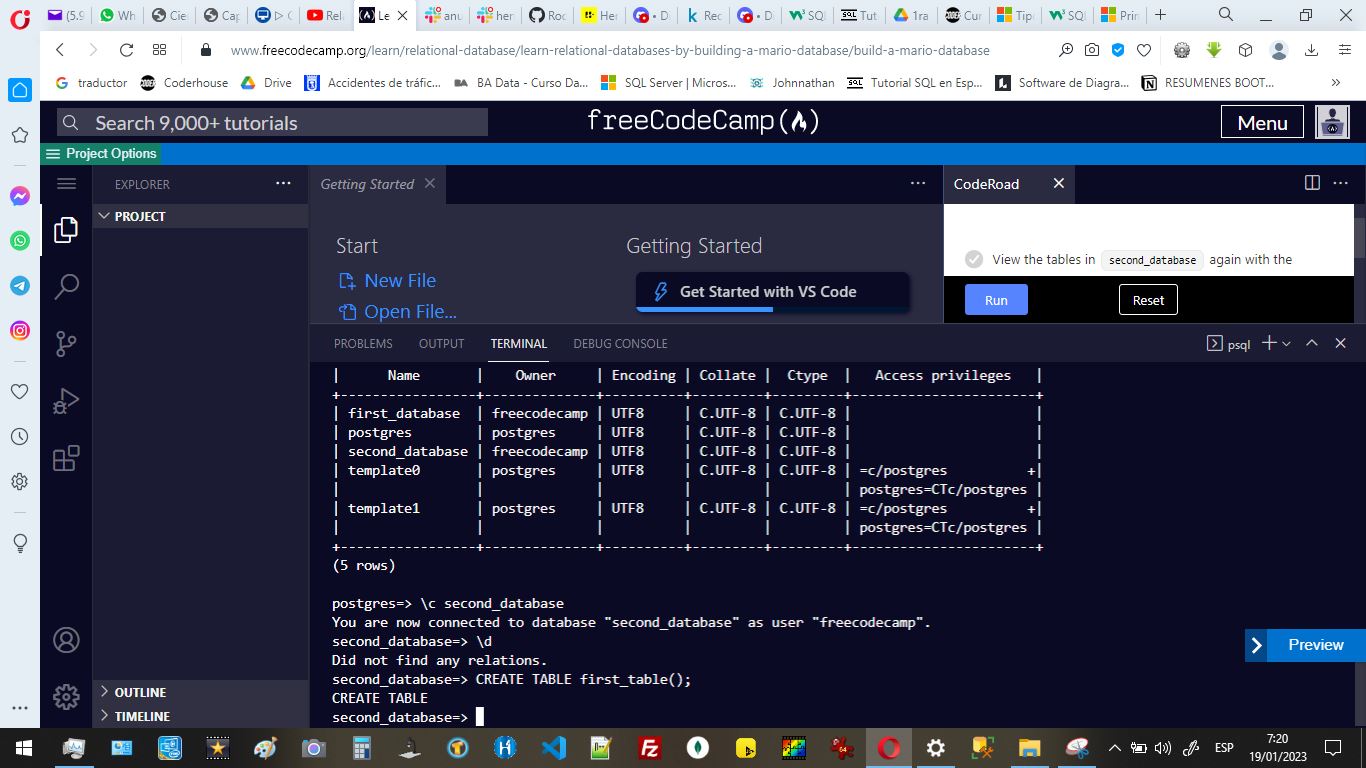 (5.9
Wh
Cie
Cap
▷ C
Rel
Le
anu
her
Roc
Her
• D
Rec
• D
SQ
Tut
1ra
Cur
Tip
SQ
Prin
www.freecodecamp.org/learn/relational-database/learn-relational-databases-by-building-a-mario-database/build-a-mario-database
traductor
Coderhouse
Drive
Accidentes de tráfic...
BA Data - Curso Da...
SQL Server | Micros...
Johnnathan
Tutorial SQL en Esp...
Software de Diagra...
RESUMENES BOOT...
Search 9,000+ tutorials
freeCodeCamp
Menu
Project Options
EXPLORER
Getting Started
CodeRoad
PROJECT
Start
Getting Started
New File
Get Started with VS Code
Open File...
View the tables in second_database again with the
Run
Reset
PROBLEMS OUTPUT TERMINAL DEBUG CONSOLE
psql
| Name | Owner | Encoding | Collate | Ctype | Access privileges |
+-----------------+--------------+----------+---------+---------+-----------------------+
| first_database | freecodecamp | UTF8 | C.UTF-8 | C.UTF-8 | |
| postgres | postgres | UTF8 | C.UTF-8 | C.UTF-8 | |
| second_database | freecodecamp | UTF8 | C.UTF-8 | C.UTF-8 | |
| template0 | postgres | UTF8 | C.UTF-8 | C.UTF-8 | =c/postgres +|
| | | | | | postgres=CTc/postgres |
| template1 | postgres | UTF8 | C.UTF-8 | C.UTF-8 | =c/postgres +|
| | | | | | postgres=CTc/postgres |
+-----------------+--------------+----------+---------+---------+-----------------------+
(5 rows)
postgres=> \c second_database
You are now connected to database "second_database" as user "freecodecamp".
second_database=> \d
Did not find any relations.
second_database=> CREATE TABLE first_table();
CREATE TABLE
second_database=>
Preview
OUTLINE
TIMELINE
ESP
7:20
19/01/2023